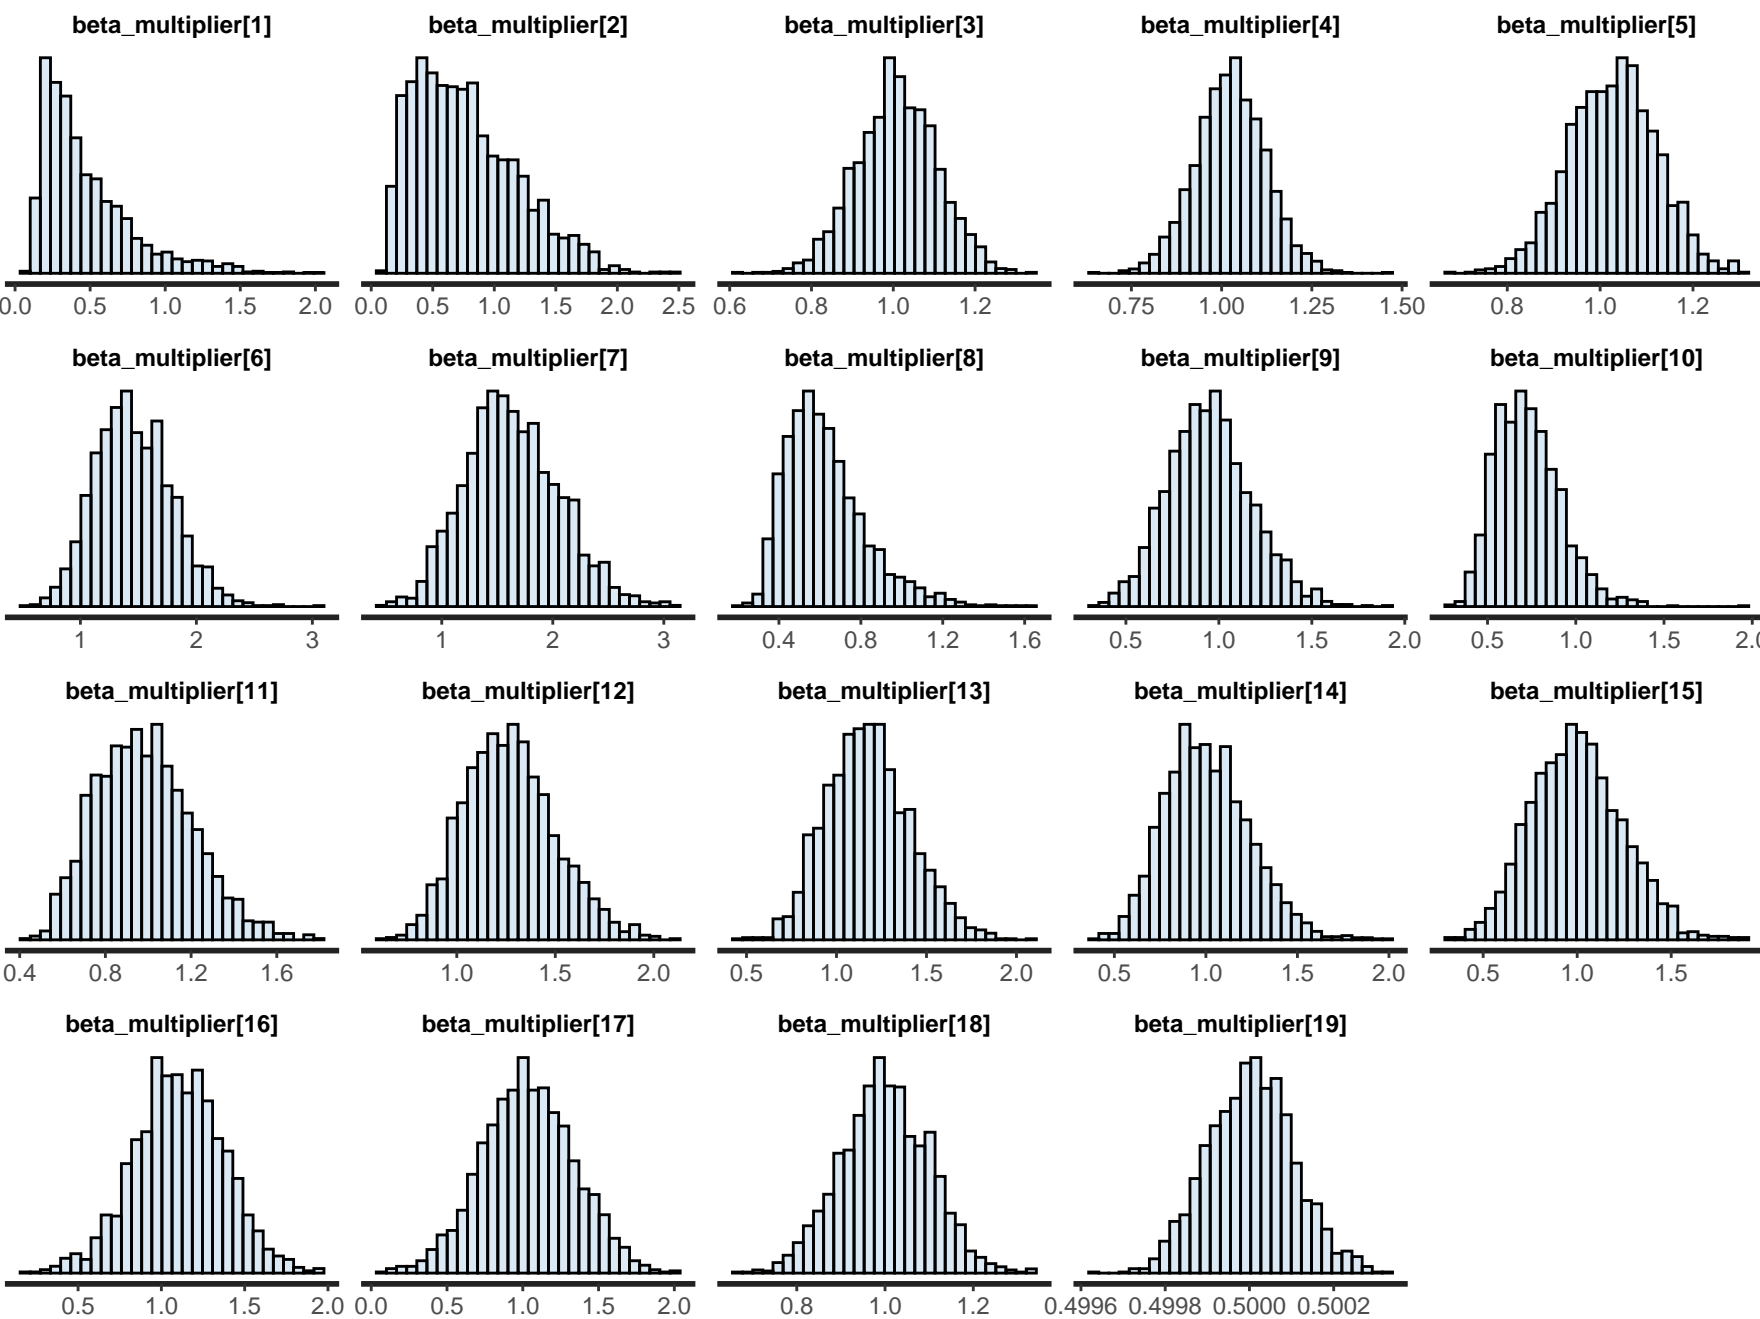 beta_multiplier[1] beta_multiplier[2] beta_multiplier[3] beta_multiplier[4] beta_multiplier[5]
0.0 0.5 1.0 1.5 2.0 0.0 0.5 1.0 1.5 2.0 2.5 0.6 0.8 1.0 1.2 0.75 1.00 1.25 1.50 0.8 1.0 1.2
beta_multiplier[6] beta_multiplier[7] beta_multiplier[8] beta_multiplier[9] beta_multiplier[10]
1 2 3 1 2 3 0.4 0.8 1.2 1.6 0.5 1.0 1.5 2.0 0.5 1.0 1.5 2.0
beta_multiplier[11] beta_multiplier[12] beta_multiplier[13] beta_multiplier[14] beta_multiplier[15]
0.4 0.8 1.2 1.6 1.0 1.5 2.0 0.5 1.0 1.5 2.0 0.5 1.0 1.5 2.0 0.5 1.0 1.5
beta_multiplier[16] beta_multiplier[17] beta_multiplier[18] beta_multiplier[19]
0.5 1.0 1.5 2.0 0.0 0.5 1.0 1.5 2.0 0.8 1.0 1.2 0.4996 0.4998 0.5000 0.5002